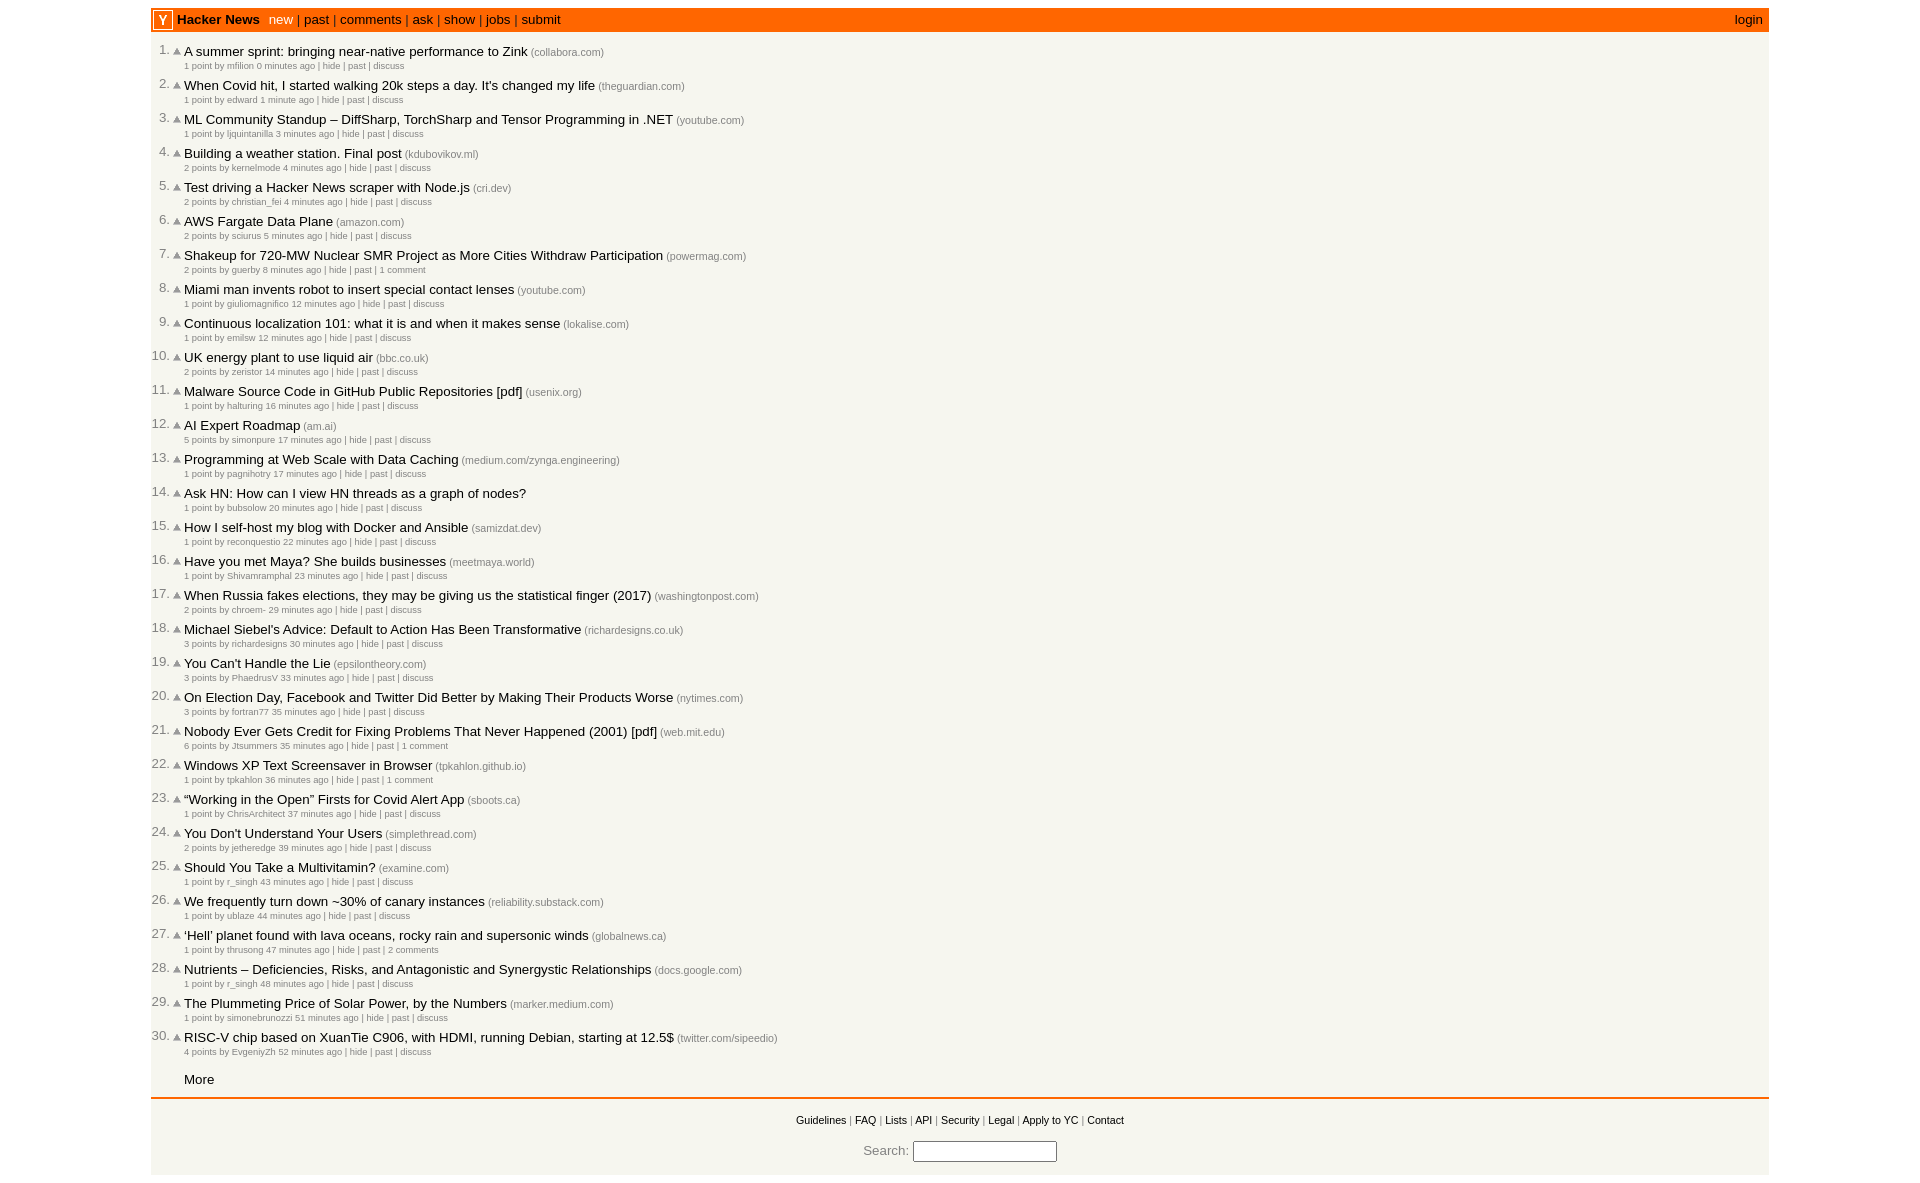 Y Hacker News new | past | comments | ask | show | jobs | submit login
1. A summer sprint: bringing near-native performance to Zink (collabora.com)
1 point by mfilion 0 minutes ago | hide | past | discuss
2. When Covid hit, I started walking 20k steps a day. It's changed my life (theguardian.com)
1 point by edward 1 minute ago | hide | past | discuss
3. ML Community Standup – DiffSharp, TorchSharp and Tensor Programming in .NET (youtube.com)
1 point by ljquintanilla 3 minutes ago | hide | past | discuss
4. Building a weather station. Final post (kdubovikov.ml)
2 points by kernelmode 4 minutes ago | hide | past | discuss
5. Test driving a Hacker News scraper with Node.js (cri.dev)
2 points by christian_fei 4 minutes ago | hide | past | discuss
6. AWS Fargate Data Plane (amazon.com)
2 points by sciurus 5 minutes ago | hide | past | discuss
7. Shakeup for 720-MW Nuclear SMR Project as More Cities Withdraw Participation (powermag.com)
2 points by guerby 8 minutes ago | hide | past | 1 comment
8. Miami man invents robot to insert special contact lenses (youtube.com)
1 point by giuliomagnifico 12 minutes ago | hide | past | discuss
9. Continuous localization 101: what it is and when it makes sense (lokalise.com)
1 point by emilsw 12 minutes ago | hide | past | discuss
10. UK energy plant to use liquid air (bbc.co.uk)
2 points by zeristor 14 minutes ago | hide | past | discuss
11. Malware Source Code in GitHub Public Repositories [pdf] (usenix.org)
1 point by halturing 16 minutes ago | hide | past | discuss
12. AI Expert Roadmap (am.ai)
5 points by simonpure 17 minutes ago | hide | past | discuss
13. Programming at Web Scale with Data Caching (medium.com/zynga.engineering)
1 point by pagnihotry 17 minutes ago | hide | past | discuss
14. Ask HN: How can I view HN threads as a graph of nodes?
1 point by bubsolow 20 minutes ago | hide | past | discuss
15. How I self-host my blog with Docker and Ansible (samizdat.dev)
1 point by reconquestio 22 minutes ago | hide | past | discuss
16. Have you met Maya? She builds businesses (meetmaya.world)
1 point by Shivamramphal 23 minutes ago | hide | past | discuss
17. When Russia fakes elections, they may be giving us the statistical finger (2017) (washingtonpost.com)
2 points by chroem- 29 minutes ago | hide | past | discuss
18. Michael Siebel's Advice: Default to Action Has Been Transformative (richardesigns.co.uk)
3 points by richardesigns 30 minutes ago | hide | past | discuss
19. You Can't Handle the Lie (epsilontheory.com)
3 points by PhaedrusV 33 minutes ago | hide | past | discuss
20. On Election Day, Facebook and Twitter Did Better by Making Their Products Worse (nytimes.com)
3 points by fortran77 35 minutes ago | hide | past | discuss
21. Nobody Ever Gets Credit for Fixing Problems That Never Happened (2001) [pdf] (web.mit.edu)
6 points by Jtsummers 35 minutes ago | hide | past | 1 comment
22. Windows XP Text Screensaver in Browser (tpkahlon.github.io)
1 point by tpkahlon 36 minutes ago | hide | past | 1 comment
23. “Working in the Open” Firsts for Covid Alert App (sboots.ca)
1 point by ChrisArchitect 37 minutes ago | hide | past | discuss
24. You Don't Understand Your Users (simplethread.com)
2 points by jetheredge 39 minutes ago | hide | past | discuss
25. Should You Take a Multivitamin? (examine.com)
1 point by r_singh 43 minutes ago | hide | past | discuss
26. We frequently turn down ~30% of canary instances (reliability.substack.com)
1 point by ublaze 44 minutes ago | hide | past | discuss
27. ‘Hell’ planet found with lava oceans, rocky rain and supersonic winds (globalnews.ca)
1 point by thrusong 47 minutes ago | hide | past | 2 comments
28. Nutrients – Deficiencies, Risks, and Antagonistic and Synergystic Relationships (docs.google.com)
1 point by r_singh 48 minutes ago | hide | past | discuss
29. The Plummeting Price of Solar Power, by the Numbers (marker.medium.com)
1 point by simonebrunozzi 51 minutes ago | hide | past | discuss
30. RISC-V chip based on XuanTie C906, with HDMI, running Debian, starting at 12.5$ (twitter.com/sipeedio)
4 points by EvgeniyZh 52 minutes ago | hide | past | discuss
More
Guidelines | FAQ | Lists | API | Security | Legal | Apply to YC | Contact
Search: